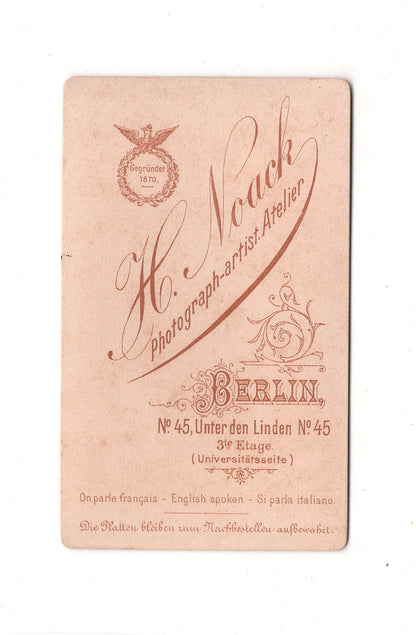 Gegründet
1870.
H. Noack
Photograph-artist. Atelier
BERLIN,
No 45, Unter den Linden No 45
3te Etage.
(Universitätsseite)
On parle français - English spoken - Si parla italiano.
Die Platten bleiben zum Nachbestellen aufbewahrt.